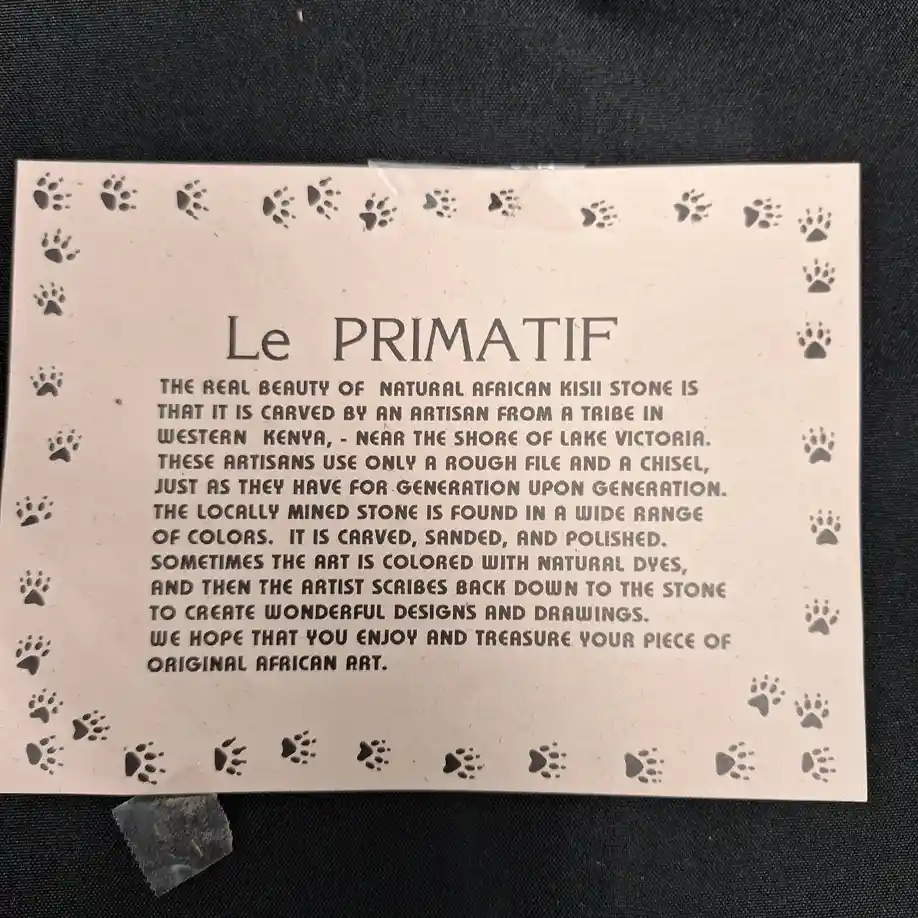 Le PRIMATIF
THE REAL BEAUTY OF NATURAL AFRICAN KISII STONE IS
THAT IT IS CARVED BY AN ARTISAN FROM A TRIBE IN
WESTERN KENYA, - NEAR THE SHORE OF LAKE VICTORIA.
THESE ARTISANS USE ONLY A ROUGH FILE AND A CHISEL,
JUST AS THEY HAVE FOR GENERATION UPON GENERATION.
THE LOCALLY MINED STONE IS FOUND IN A WIDE RANGE
OF COLORS. IT IS CARVED, SANDED, AND POLISHED.
SOMETIMES THE ART IS COLORED WITH NATURAL DYES,
AND THEN THE ARTIST SCRIBES BACK DOWN TO THE STONE
TO CREATE WONDERFUL DESIGNS AND DRAWINGS.
WE HOPE THAT YOU ENJOY AND TREASURE YOUR PIECE OF
ORIGINAL AFRICAN ART.